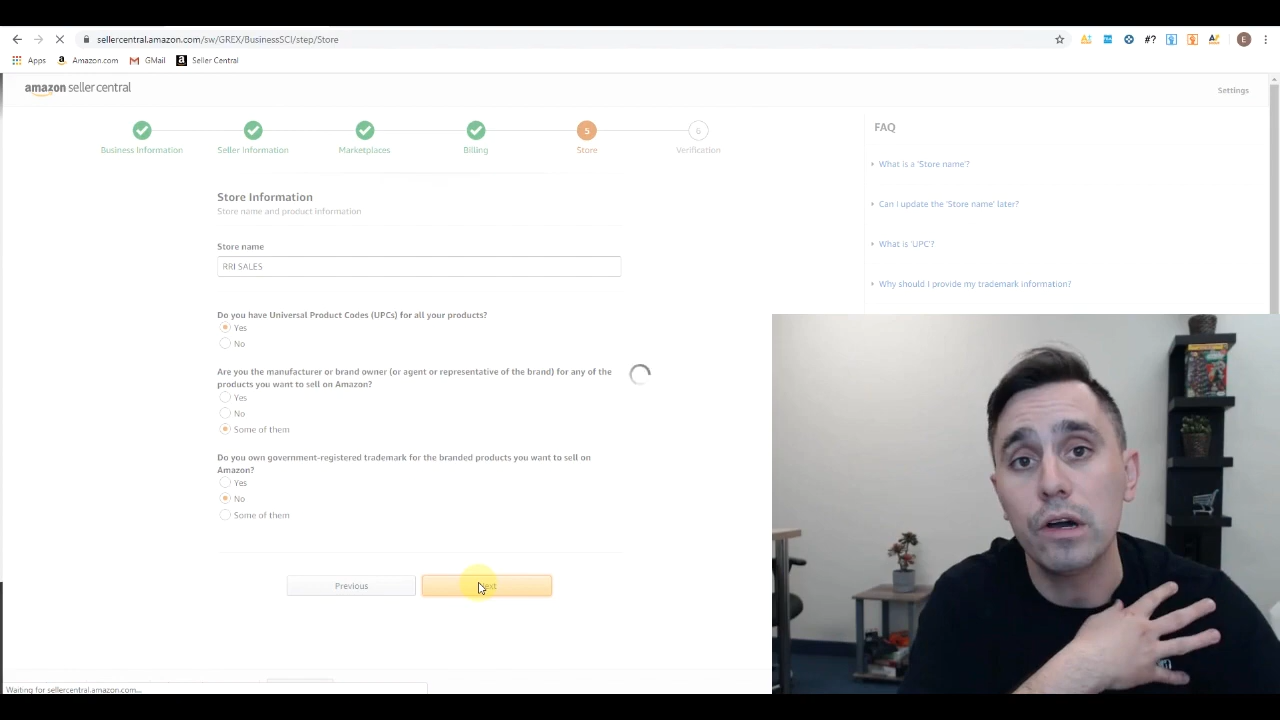 sellercentral.amazon.com/sw/GREX/BusinessSCI/step/Store
#?
E
Apps
Amazon.com
GMail
Seller Central
amazon seller central
Settings
5
6
Business Information
Seller Information
Marketplaces
Billing
Store
Verification
FAQ
What is a 'Store name'?
Can I update the 'Store name' later?
What is 'UPC'?
Why should I provide my trademark information?
Store Information
Store name and product information
Store name
RRI SALES
Do you have Universal Product Codes (UPCs) for all your products?
Yes
No
Are you the manufacturer or brand owner (or agent or representative of the brand) for any of the
products you want to sell on Amazon?
Yes
No
Some of them
Do you own government-registered trademark for the branded products you want to sell on
Amazon?
Yes
No
Some of them
Previous
Next
Waiting for sellercentral.amazon.com...